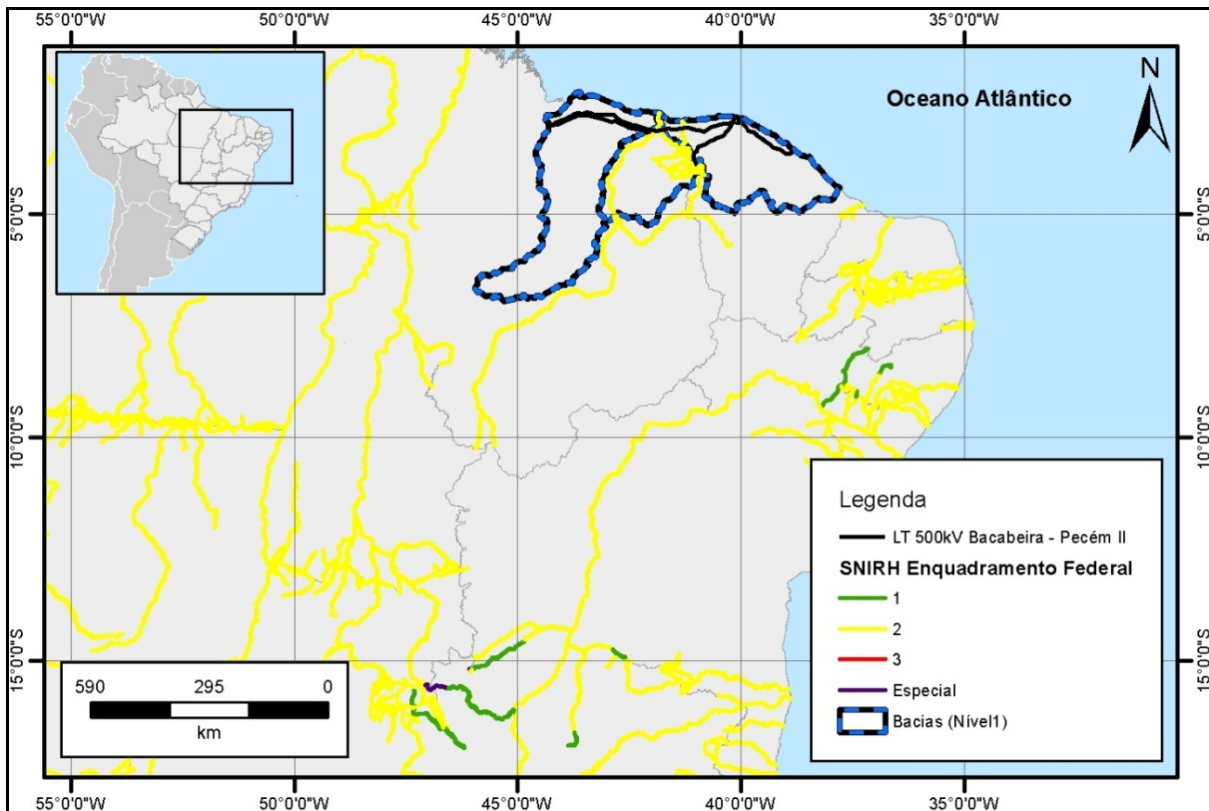 55°0'0"W 50°0'0"W 45°0'0"W 40°0'0"W 35°0'0"W
N
Oceano Atlântico
5°0'0"S 5°0'0"S
10°0'0"S 10°0'0"S
15°0'0"S 15°0'0"S
Legenda
LT 500kV Bacabeira - Pecém II
SNIRH Enquadramento Federal
1
2
3
Especial
Bacias (Nível1)
590 295 0
km
55°0'0"W 50°0'0"W 45°0'0"W 40°0'0"W 35°0'0"W